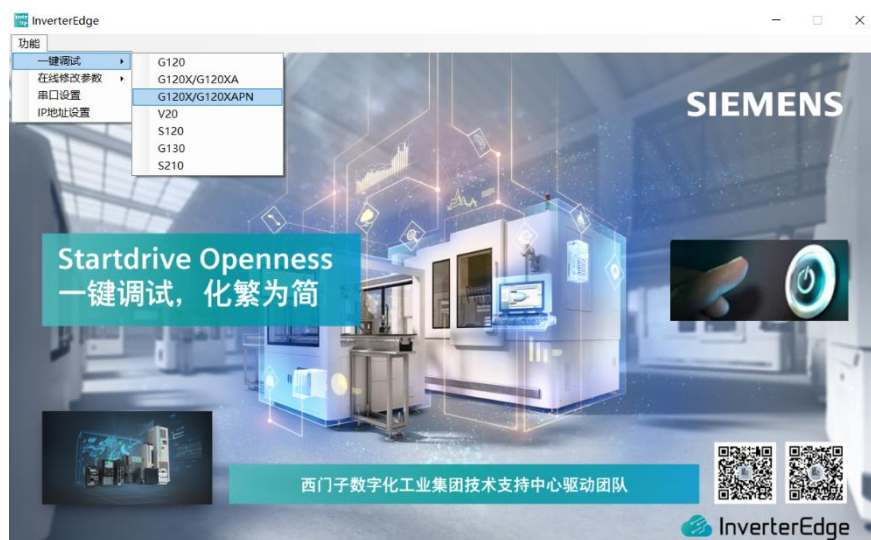 InverterEdge
功能
一键调试
在线修改参数
串口设置
IP地址设置
G120
G120X/G120XA
G120X/G120XAPN
V20
S120
G130
S210
SIEMENS
Startdrive Openness
一键调试，化繁为简
西门子数字化工业集团技术支持中心驱动团队
InverterEdge